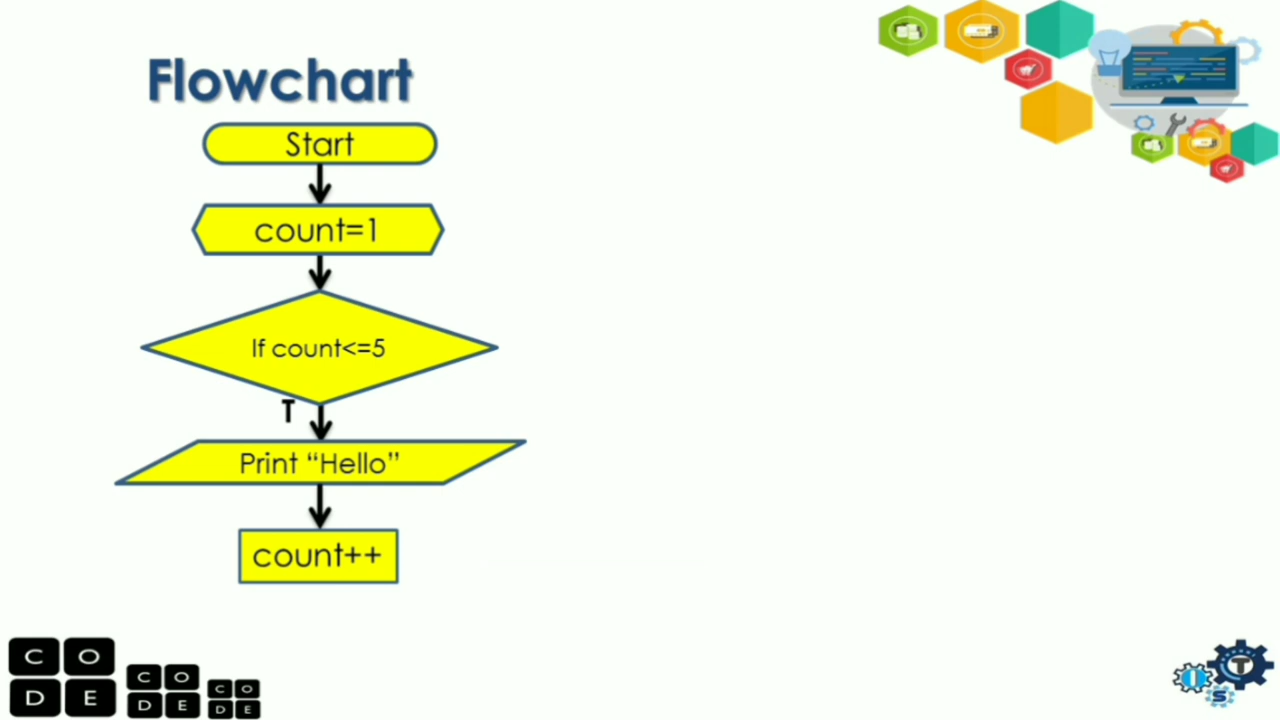 Flowchart
Start
count=1
If count<=5
T
Print “Hello”
count++
C O
D E
C O
D E
C O
D E
I T
S